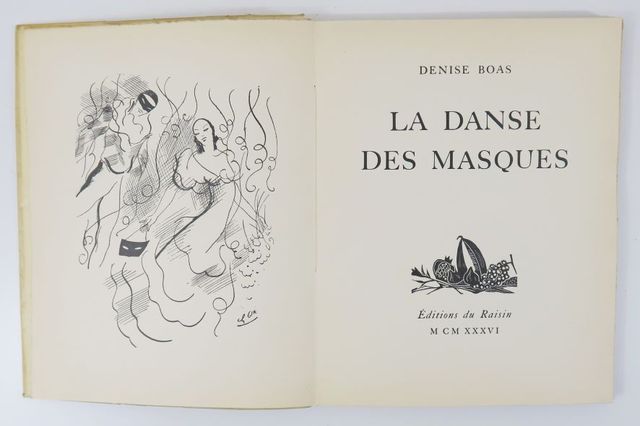 DENISE BOAS
LA DANSE
DES MASQUES
Éditions du Raisin
M CM XXXVI